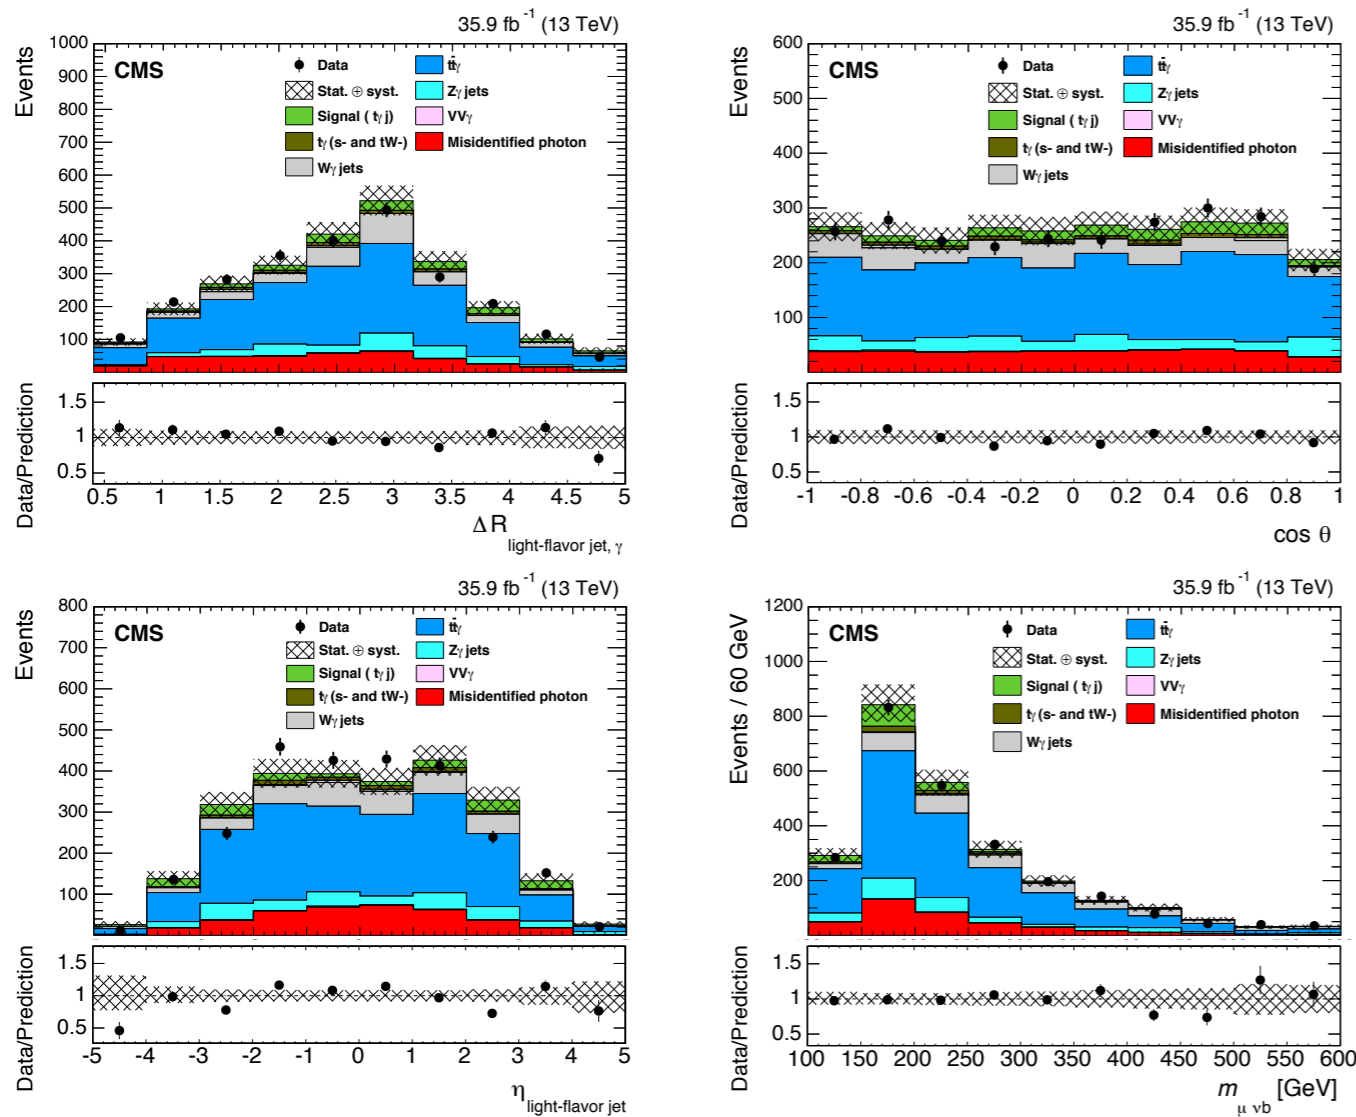 35.9 fb⁻¹ (13 TeV)
Events
1000
900
800
700
600
500
400
300
200
100
CMS
Data
Stat. ⊕ syst.
Signal ( tγ j)
tγ (s- and tW-)
Wγ jets
tt̄γ
Zγ jets
VVγ
Misidentified photon
Data/Prediction
1.5
1
0.5
0.5 1 1.5 2 2.5 3 3.5 4 4.5 5
ΔR light-flavor jet, γ
35.9 fb⁻¹ (13 TeV)
Events
600
500
400
300
200
100
CMS
Data
Stat. ⊕ syst.
Signal ( tγ j)
tγ (s- and tW-)
Wγ jets
tt̄γ
Zγ jets
VVγ
Misidentified photon
Data/Prediction
1.5
1
0.5
-1 -0.8 -0.6 -0.4 -0.2 0 0.2 0.4 0.6 0.8 1
cos θ
35.9 fb⁻¹ (13 TeV)
Events
800
700
600
500
400
300
200
100
CMS
Data
Stat. ⊕ syst.
Signal ( tγ j)
tγ (s- and tW-)
Wγ jets
tt̄γ
Zγ jets
VVγ
Misidentified photon
Data/Prediction
1.5
1
0.5
-5 -4 -3 -2 -1 0 1 2 3 4 5
η light-flavor jet
35.9 fb⁻¹ (13 TeV)
Events / 60 GeV
1200
1000
800
600
400
200
CMS
Data
Stat. ⊕ syst.
Signal ( tγ j)
tγ (s- and tW-)
Wγ jets
tt̄γ
Zγ jets
VVγ
Misidentified photon
Data/Prediction
1.5
1
0.5
100 150 200 250 300 350 400 450 500 550 600
m μ νb [GeV]